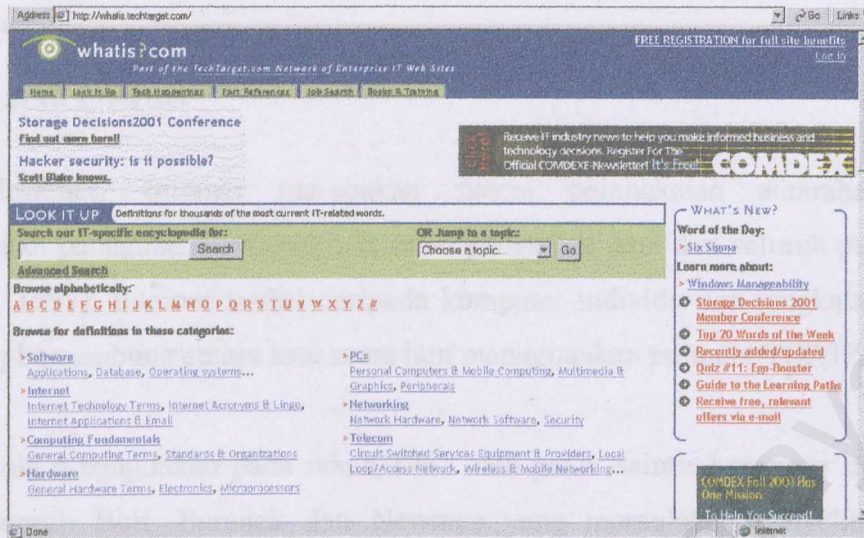 Address http://whatis.techtarget.com/
Go Links
whatis?com
Part of the TechTarget.com Network of Enterprise IT Web Sites
FREE REGISTRATION for full site benefits
Log in
Home Look It Up Tech Happenings Fast References Job Search Books & Training
Storage Decisions2001 Conference
Find out more here!!
Hacker security: is it possible?
Scott Blake knows.
Click Here!
Receive IT industry news to help you make informed business and
technology decisions. Register For The
Official COMDEX E-Newsletter! It's Free!
COMDEX
LOOK IT UP Definitions for thousands of the most current IT-related words.
Search our IT-specific encyclopedia for:
Search
OR Jump to a topic:
Choose a topic... Go
Advanced Search
Browse alphabetically:
A B C D E F G H I J K L M N O P Q R S T U V W X Y Z #
Browse for definitions in these categories:
> Software
Applications, Database, Operating systems...
> Internet
Internet Technology Terms, Internet Acronyms & Lingo,
Internet Applications & Email
> Computing Fundamentals
General Computing Terms, Standards & Organizations
> Hardware
General Hardware Terms, Electronics, Microprocessors
> PCs
Personal Computers & Mobile Computing, Multimedia &
Graphics, Peripherals
> Networking
Network Hardware, Network Software, Security
> Telecom
Circuit Switched Services Equipment & Providers, Local
Loop/Access Network, Wireless & Mobile Networking...
WHAT'S NEW?
Word of the Day:
> Six Sigma
Learn more about:
> Windows Manageability
Storage Decisions 2001
Member Conference
Top 20 Words of the Week
Recently added/updated
Quiz #11: Egg-Booster
Guide to the Learning Paths
Receive free, relevant
offers via e-mail
COMDEX Fall 2001 Has
One Mission
To Help You Succeed!
Done
Internet